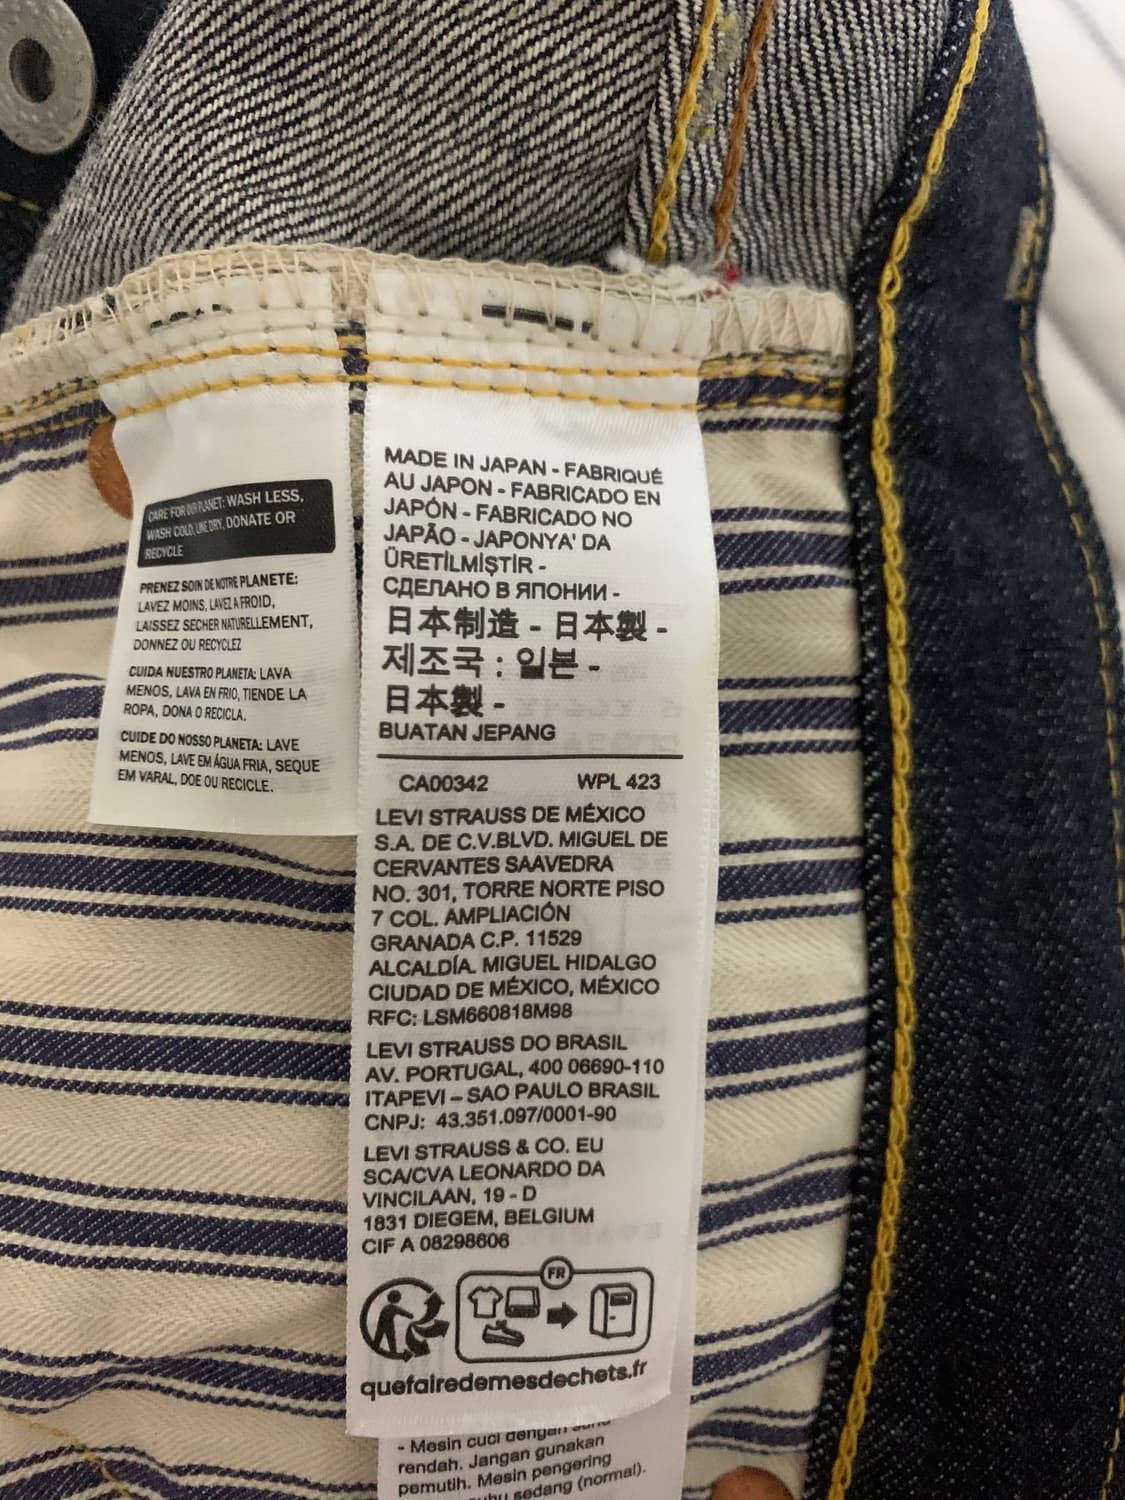 CARE FOR OUR PLANET: WASH LESS,
WASH COLD, LINE DRY, DONATE OR
RECYCLE
PRENEZ SOIN DE NOTRE PLANETE:
LAVEZ MOINS, LAVEZ A FROID,
LAISSEZ SECHER NATURELLEMENT,
DONNEZ OU RECYCLEZ
CUIDA NUESTRO PLANETA: LAVA
MENOS, LAVA EN FRIO, TIENDE LA
ROPA, DONA O RECICLA.
CUIDE DO NOSSO PLANETA: LAVE
MENOS, LAVE EM ÁGUA FRIA, SEQUE
EM VARAL, DOE OU RECICLE.
MADE IN JAPAN - FABRIQUÉ
AU JAPON - FABRICADO EN
JAPÓN - FABRICADO NO
JAPÃO - JAPONYA' DA
ÜRETİLMİŞTİR -
СДЕЛАНО В ЯПОНИИ -
日本制造 - 日本製 -
제조국 : 일본 -
日本製 -
BUATAN JEPANG
CA00342 WPL 423
LEVI STRAUSS DE MÉXICO
S.A. DE C.V.BLVD. MIGUEL DE
CERVANTES SAAVEDRA
NO. 301, TORRE NORTE PISO
7 COL. AMPLIACIÓN
GRANADA C.P. 11529
ALCALDÍA. MIGUEL HIDALGO
CIUDAD DE MÉXICO, MÉXICO
RFC: LSM660818M98
LEVI STRAUSS DO BRASIL
AV. PORTUGAL, 400 06690-110
ITAPEVI – SAO PAULO BRASIL
CNPJ: 43.351.097/0001-90
LEVI STRAUSS & CO. EU
SCA/CVA LEONARDO DA
VINCILAAN, 19 - D
1831 DIEGEM, BELGIUM
CIF A 08298606
FR
quefairedemesdechets.fr
- Mesin cuci dengan
rendah. Jangan gunakan
pemutih. Mesin pengering
sedang (normal).